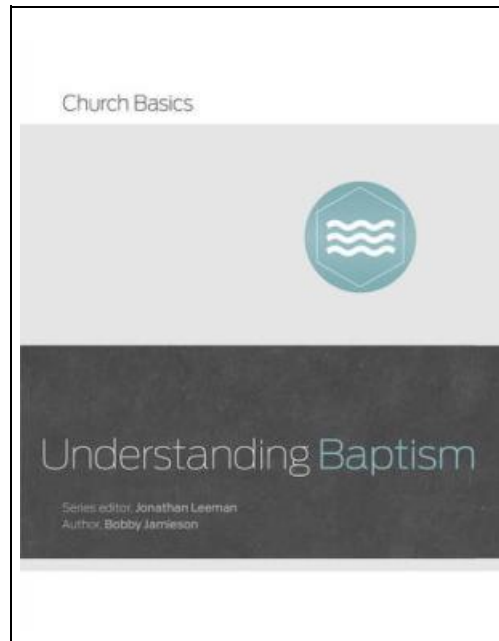 Church Basics
Understanding Baptism
Series editor, Jonathan Leeman
Author, Bobby Jamieson